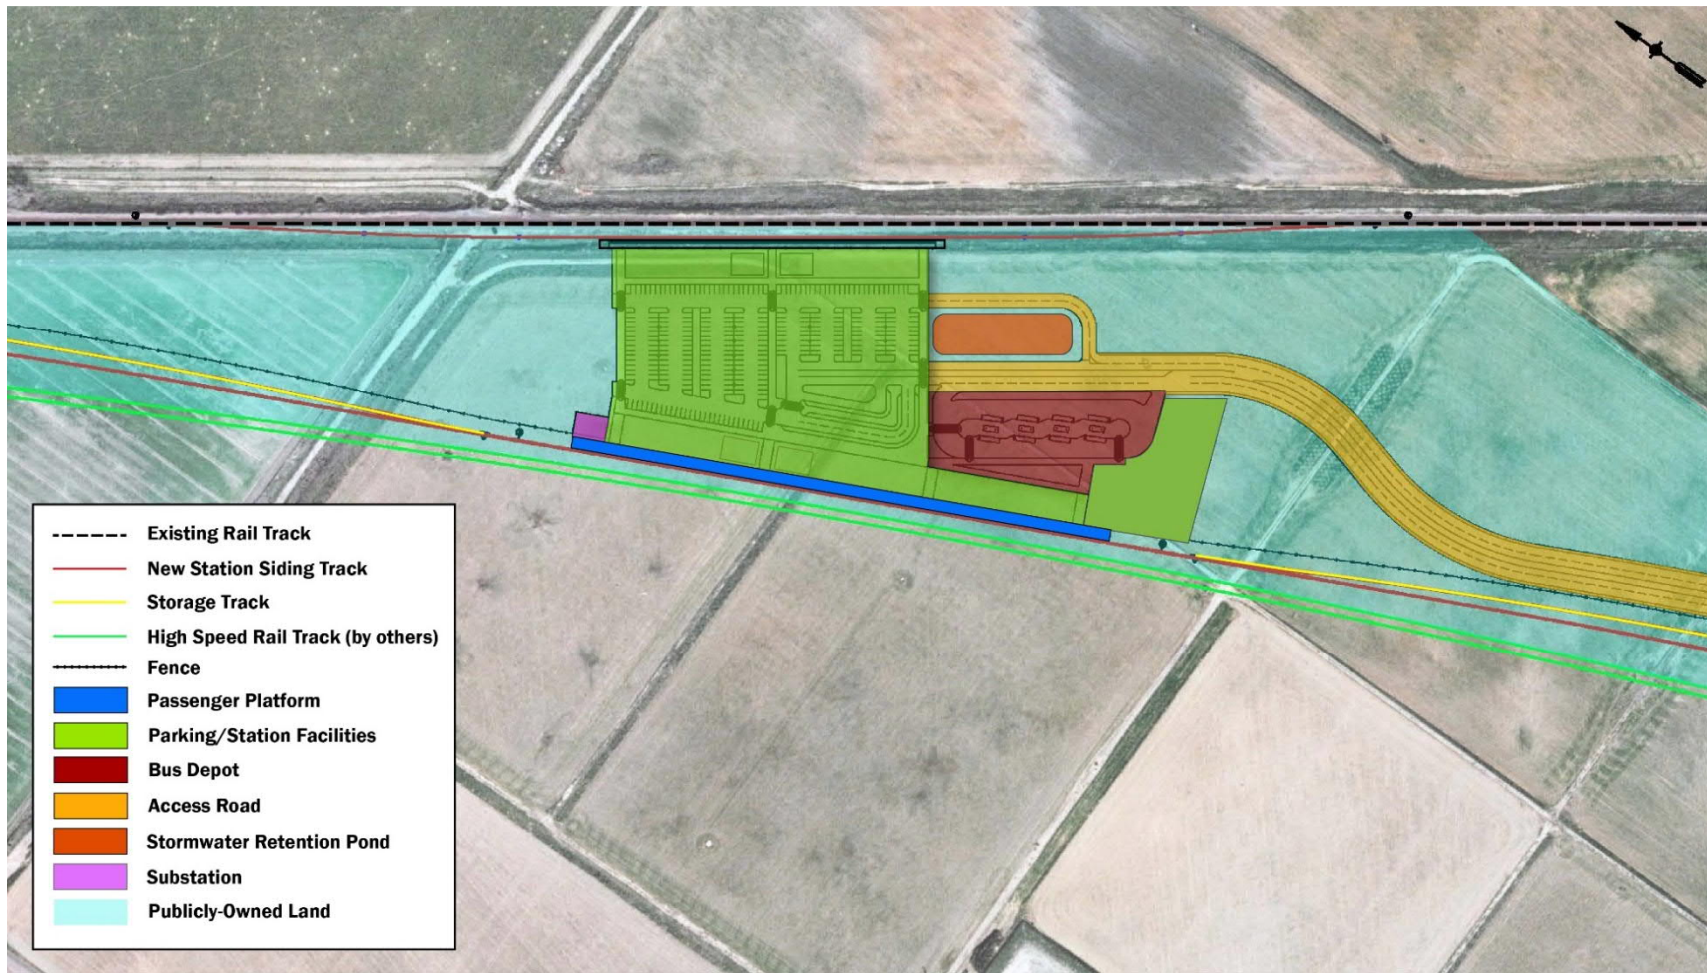 Existing Rail Track
New Station Siding Track
Storage Track
High Speed Rail Track (by others)
Fence
Passenger Platform
Parking/Station Facilities
Bus Depot
Access Road
Stormwater Retention Pond
Substation
Publicly-Owned Land